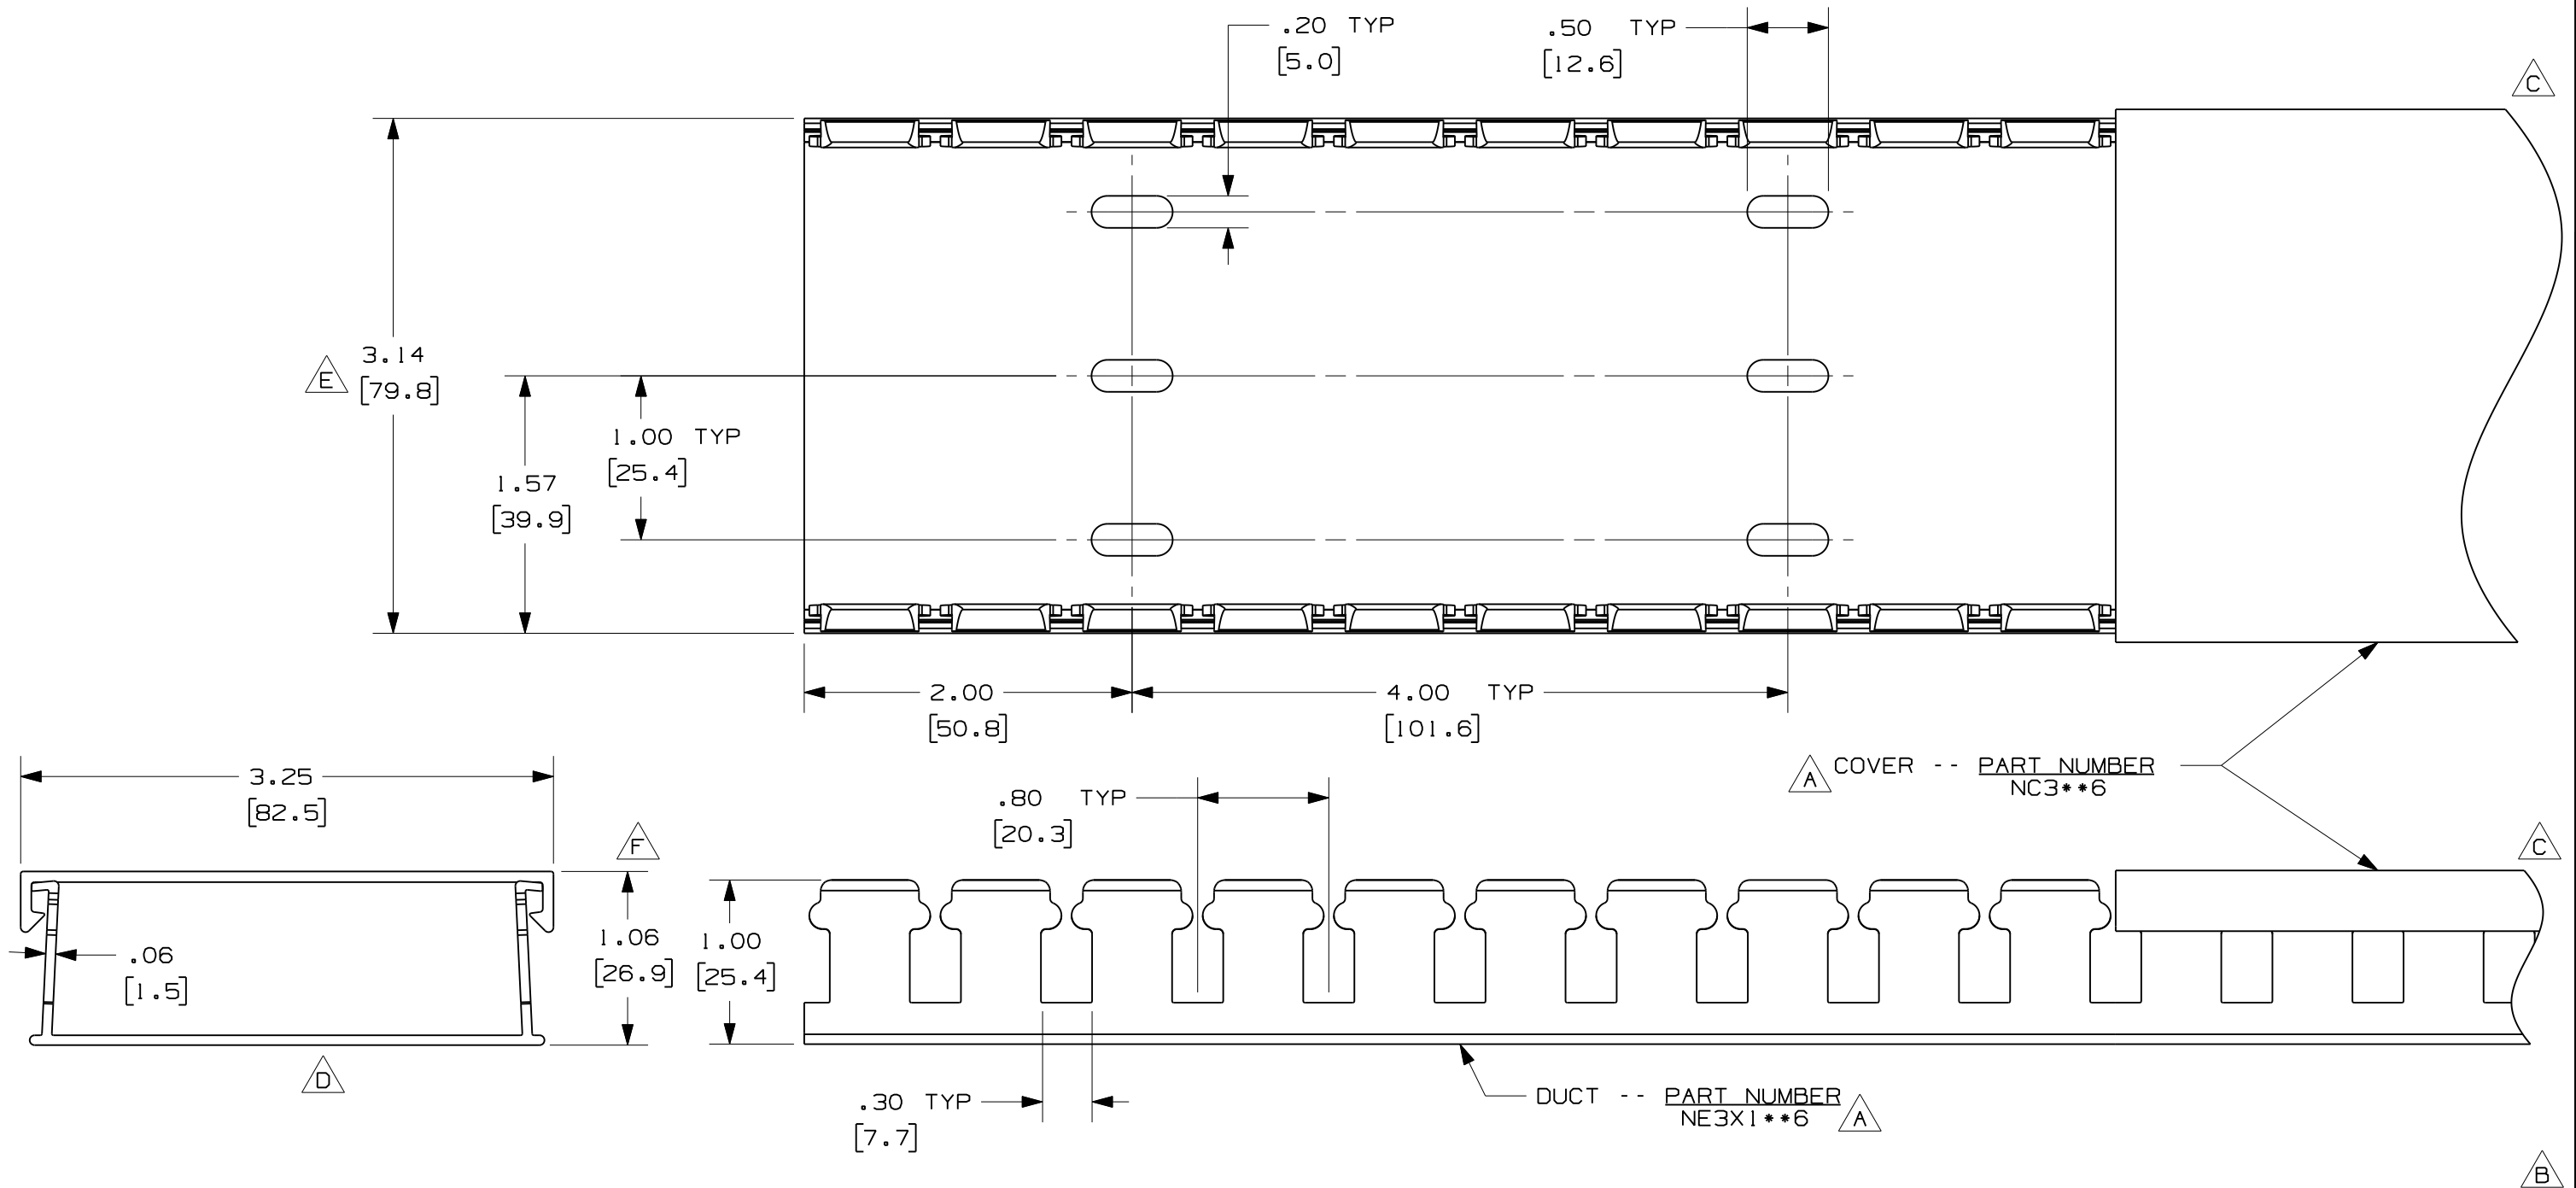 .20 TYP
[5.0]
.50 TYP
[12.6]
C
E
3.14
[79.8]
1.00 TYP
[25.4]
1.57
[39.9]
2.00
[50.8]
4.00 TYP
[101.6]
A COVER -- PART NUMBER
NC3**6
3.25
[82.5]
.80 TYP
[20.3]
F
C
.06
[1.5]
1.06
[26.9]
1.00
[25.4]
D
.30 TYP
[7.7]
DUCT -- PART NUMBER
NE3X1**6 A
B